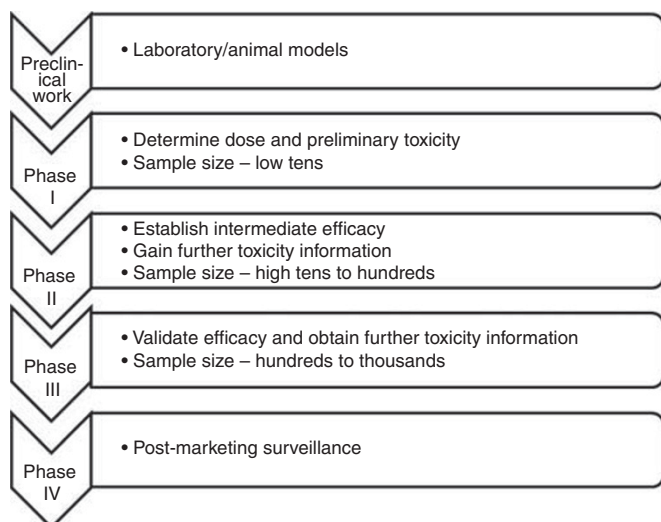 Preclin-
ical
work
• Laboratory/animal models
Phase
I
• Determine dose and preliminary toxicity
• Sample size – low tens
Phase
II
• Establish intermediate efficacy
• Gain further toxicity information
• Sample size – high tens to hundreds
Phase
III
• Validate efficacy and obtain further toxicity information
• Sample size – hundreds to thousands
Phase
IV
• Post-marketing surveillance